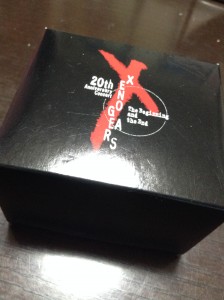 20th
Anniversary
Concert
XENOGEARS
The Beginning
and the End